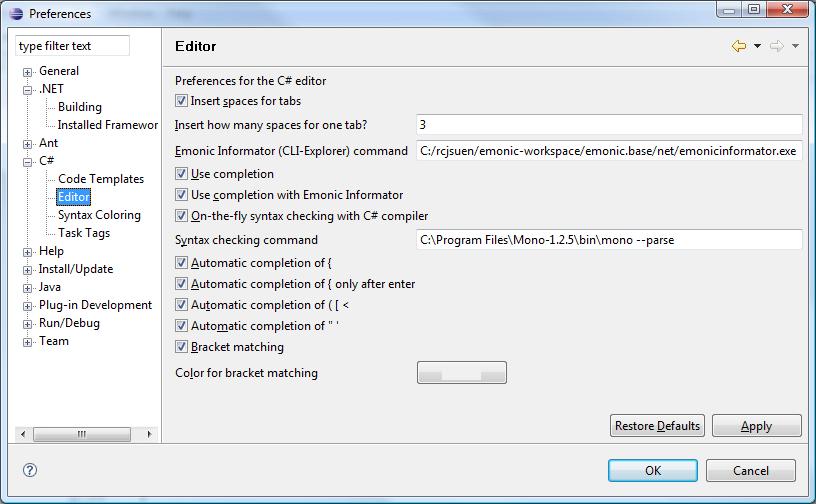 Preferences
type filter text
General
.NET
Building
Installed Framewor
Ant
C#
Code Templates
Editor
Syntax Coloring
Task Tags
Help
Install/Update
Java
Plug-in Development
Run/Debug
Team
Editor
Preferences for the C# editor
Insert spaces for tabs
Insert how many spaces for one tab? 3
Emonic Informator (CLI-Explorer) command C:/rcjsuen/emonic-workspace/emonic.base/net/emonicinformator.exe
Use completion
Use completion with Emonic Informator
On-the-fly syntax checking with C# compiler
Syntax checking command C:\Program Files\Mono-1.2.5\bin\mono --parse
Automatic completion of {
Automatic completion of { only after enter
Automatic completion of ( [ <
Automatic completion of " '
Bracket matching
Color for bracket matching
Restore Defaults Apply
? OK Cancel